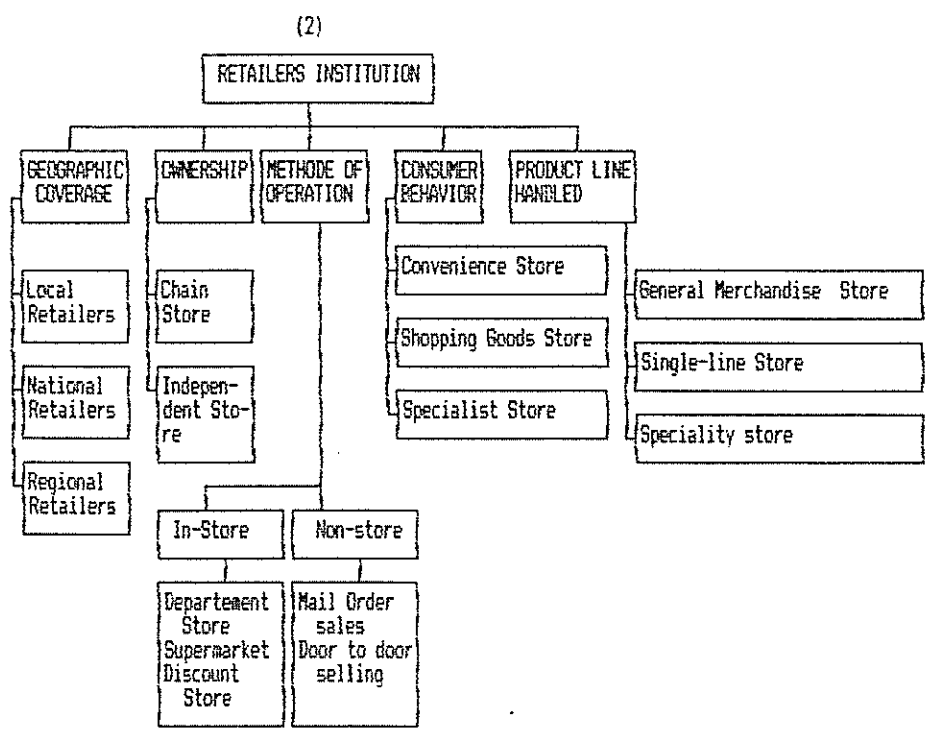 (2)
RETAILERS INSTITUTION
GEOGRAPHIC
COVERAGE
OWNERSHIP
METHODE OF
OPERATION
CONSUMER
BEHAVIOR
PRODUCT LINE
HANDLED
Local
Retailers
National
Retailers
Regional
Retailers
Chain
Store
Indepen-
dent Sto-
re
In-Store
Non-store
Departement
Store
Supermarket
Discount
Store
Mail Order
sales
Door to door
selling
Convenience Store
Shopping Goods Store
Specialist Store
General Merchandise Store
Single-line Store
Speciality store